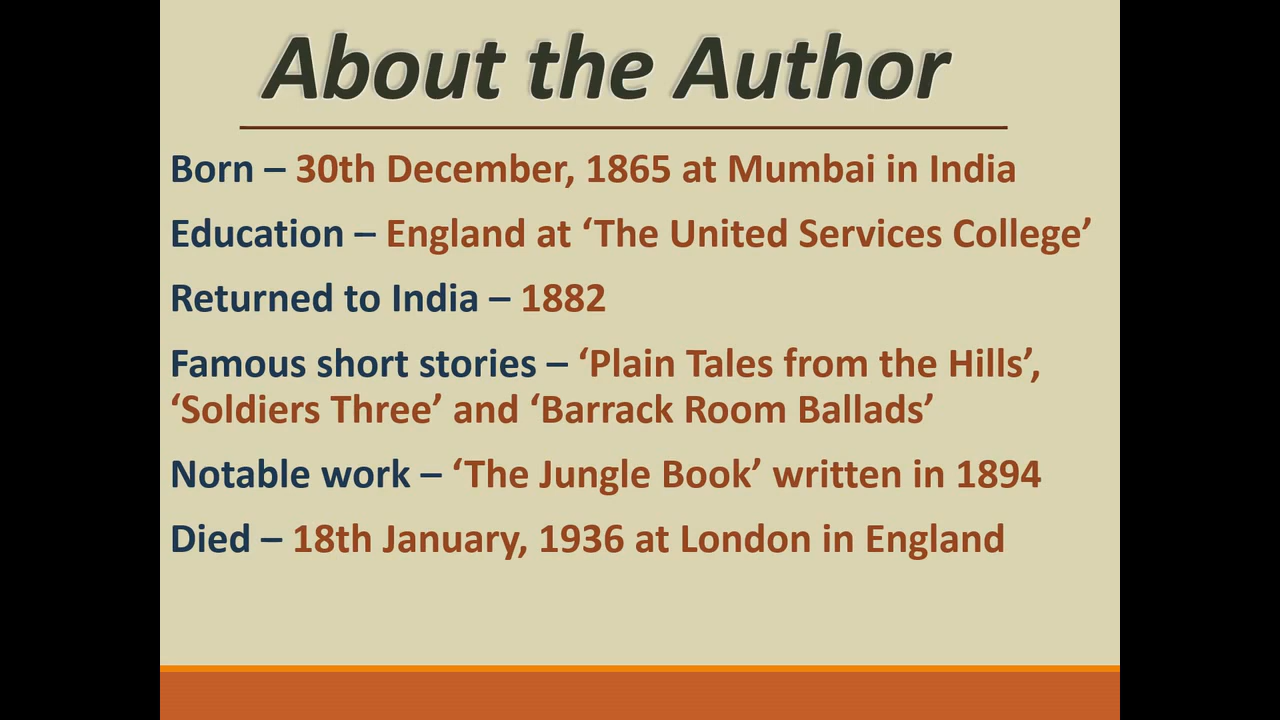 About the Author
Born – 30th December, 1865 at Mumbai in India
Education – England at ‘The United Services College’
Returned to India – 1882
Famous short stories – ‘Plain Tales from the Hills’,
‘Soldiers Three’ and ‘Barrack Room Ballads’
Notable work – ‘The Jungle Book’ written in 1894
Died – 18th January, 1936 at London in England